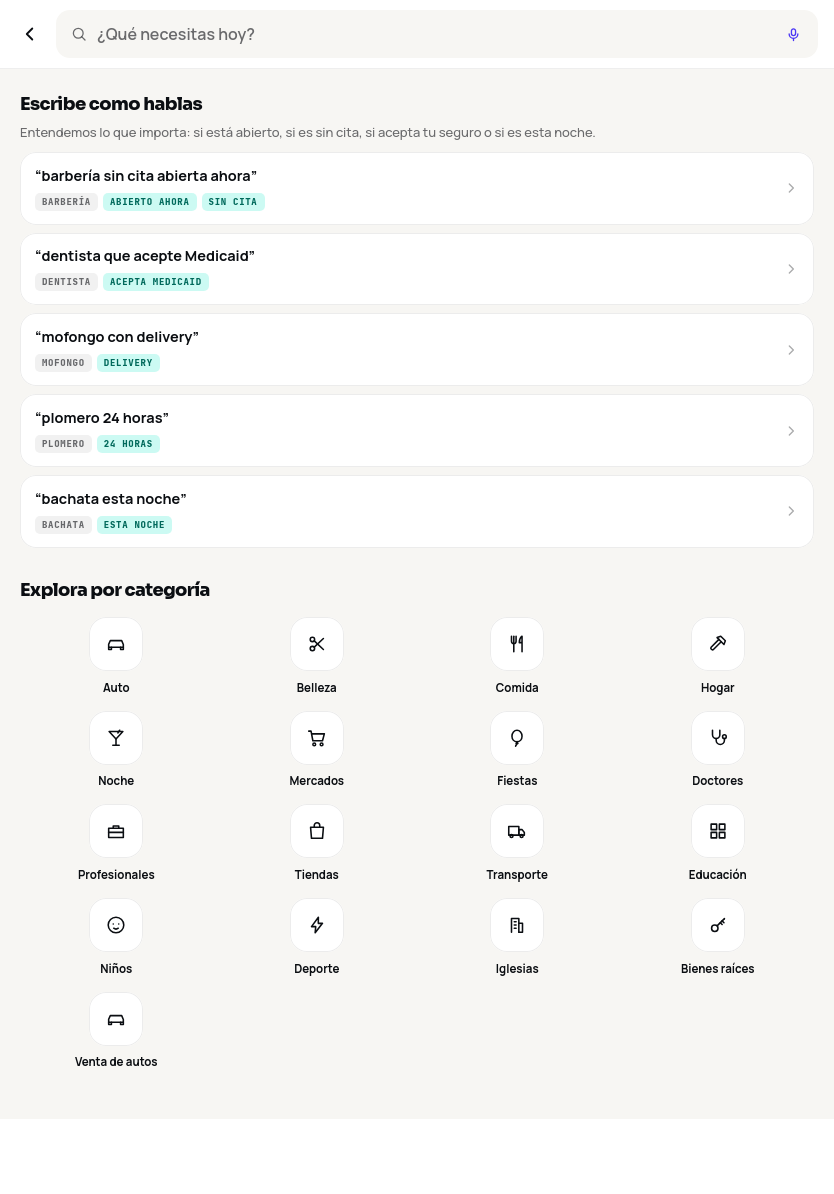 ¿Qué necesitas hoy?
Escribe como hablas
Entendemos lo que importa: si está abierto, si es sin cita, si acepta tu seguro o si es esta noche.
“barbería sin cita abierta ahora”
BARBERÍA ABIERTO AHORA SIN CITA
“dentista que acepte Medicaid”
DENTISTA ACEPTA MEDICAID
“mofongo con delivery”
MOFONGO DELIVERY
“plomero 24 horas”
PLOMERO 24 HORAS
“bachata esta noche”
BACHATA ESTA NOCHE
Explora por categoría
Auto Belleza Comida Hogar
Noche Mercados Fiestas Doctores
Profesionales Tiendas Transporte Educación
Niños Deporte Iglesias Bienes raíces
Venta de autos